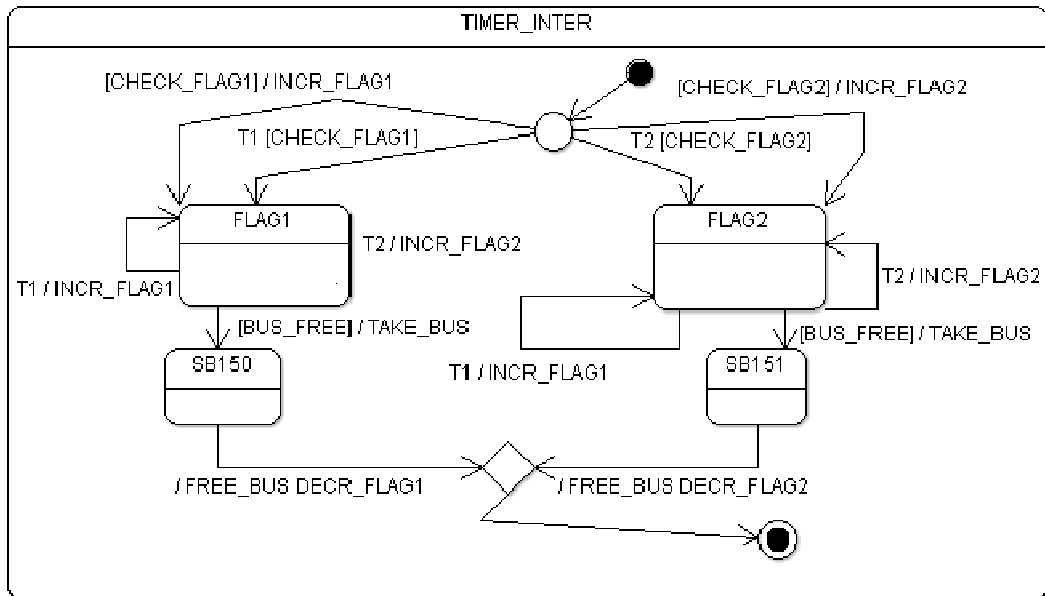 TIMER_INTER
[CHECK_FLAG1] / INCR_FLAG1
[CHECK_FLAG2] / INCR_FLAG2
T1 [CHECK_FLAG1]
T2 [CHECK_FLAG2]
FLAG1
FLAG2
T2 / INCR_FLAG2
T2 / INCR_FLAG2
T1 / INCR_FLAG1
[BUS_FREE] / TAKE_BUS
[BUS_FREE] / TAKE_BUS
SB150
SB151
T1 / INCR_FLAG1
/ FREE_BUS DECR_FLAG1
/ FREE_BUS DECR_FLAG2